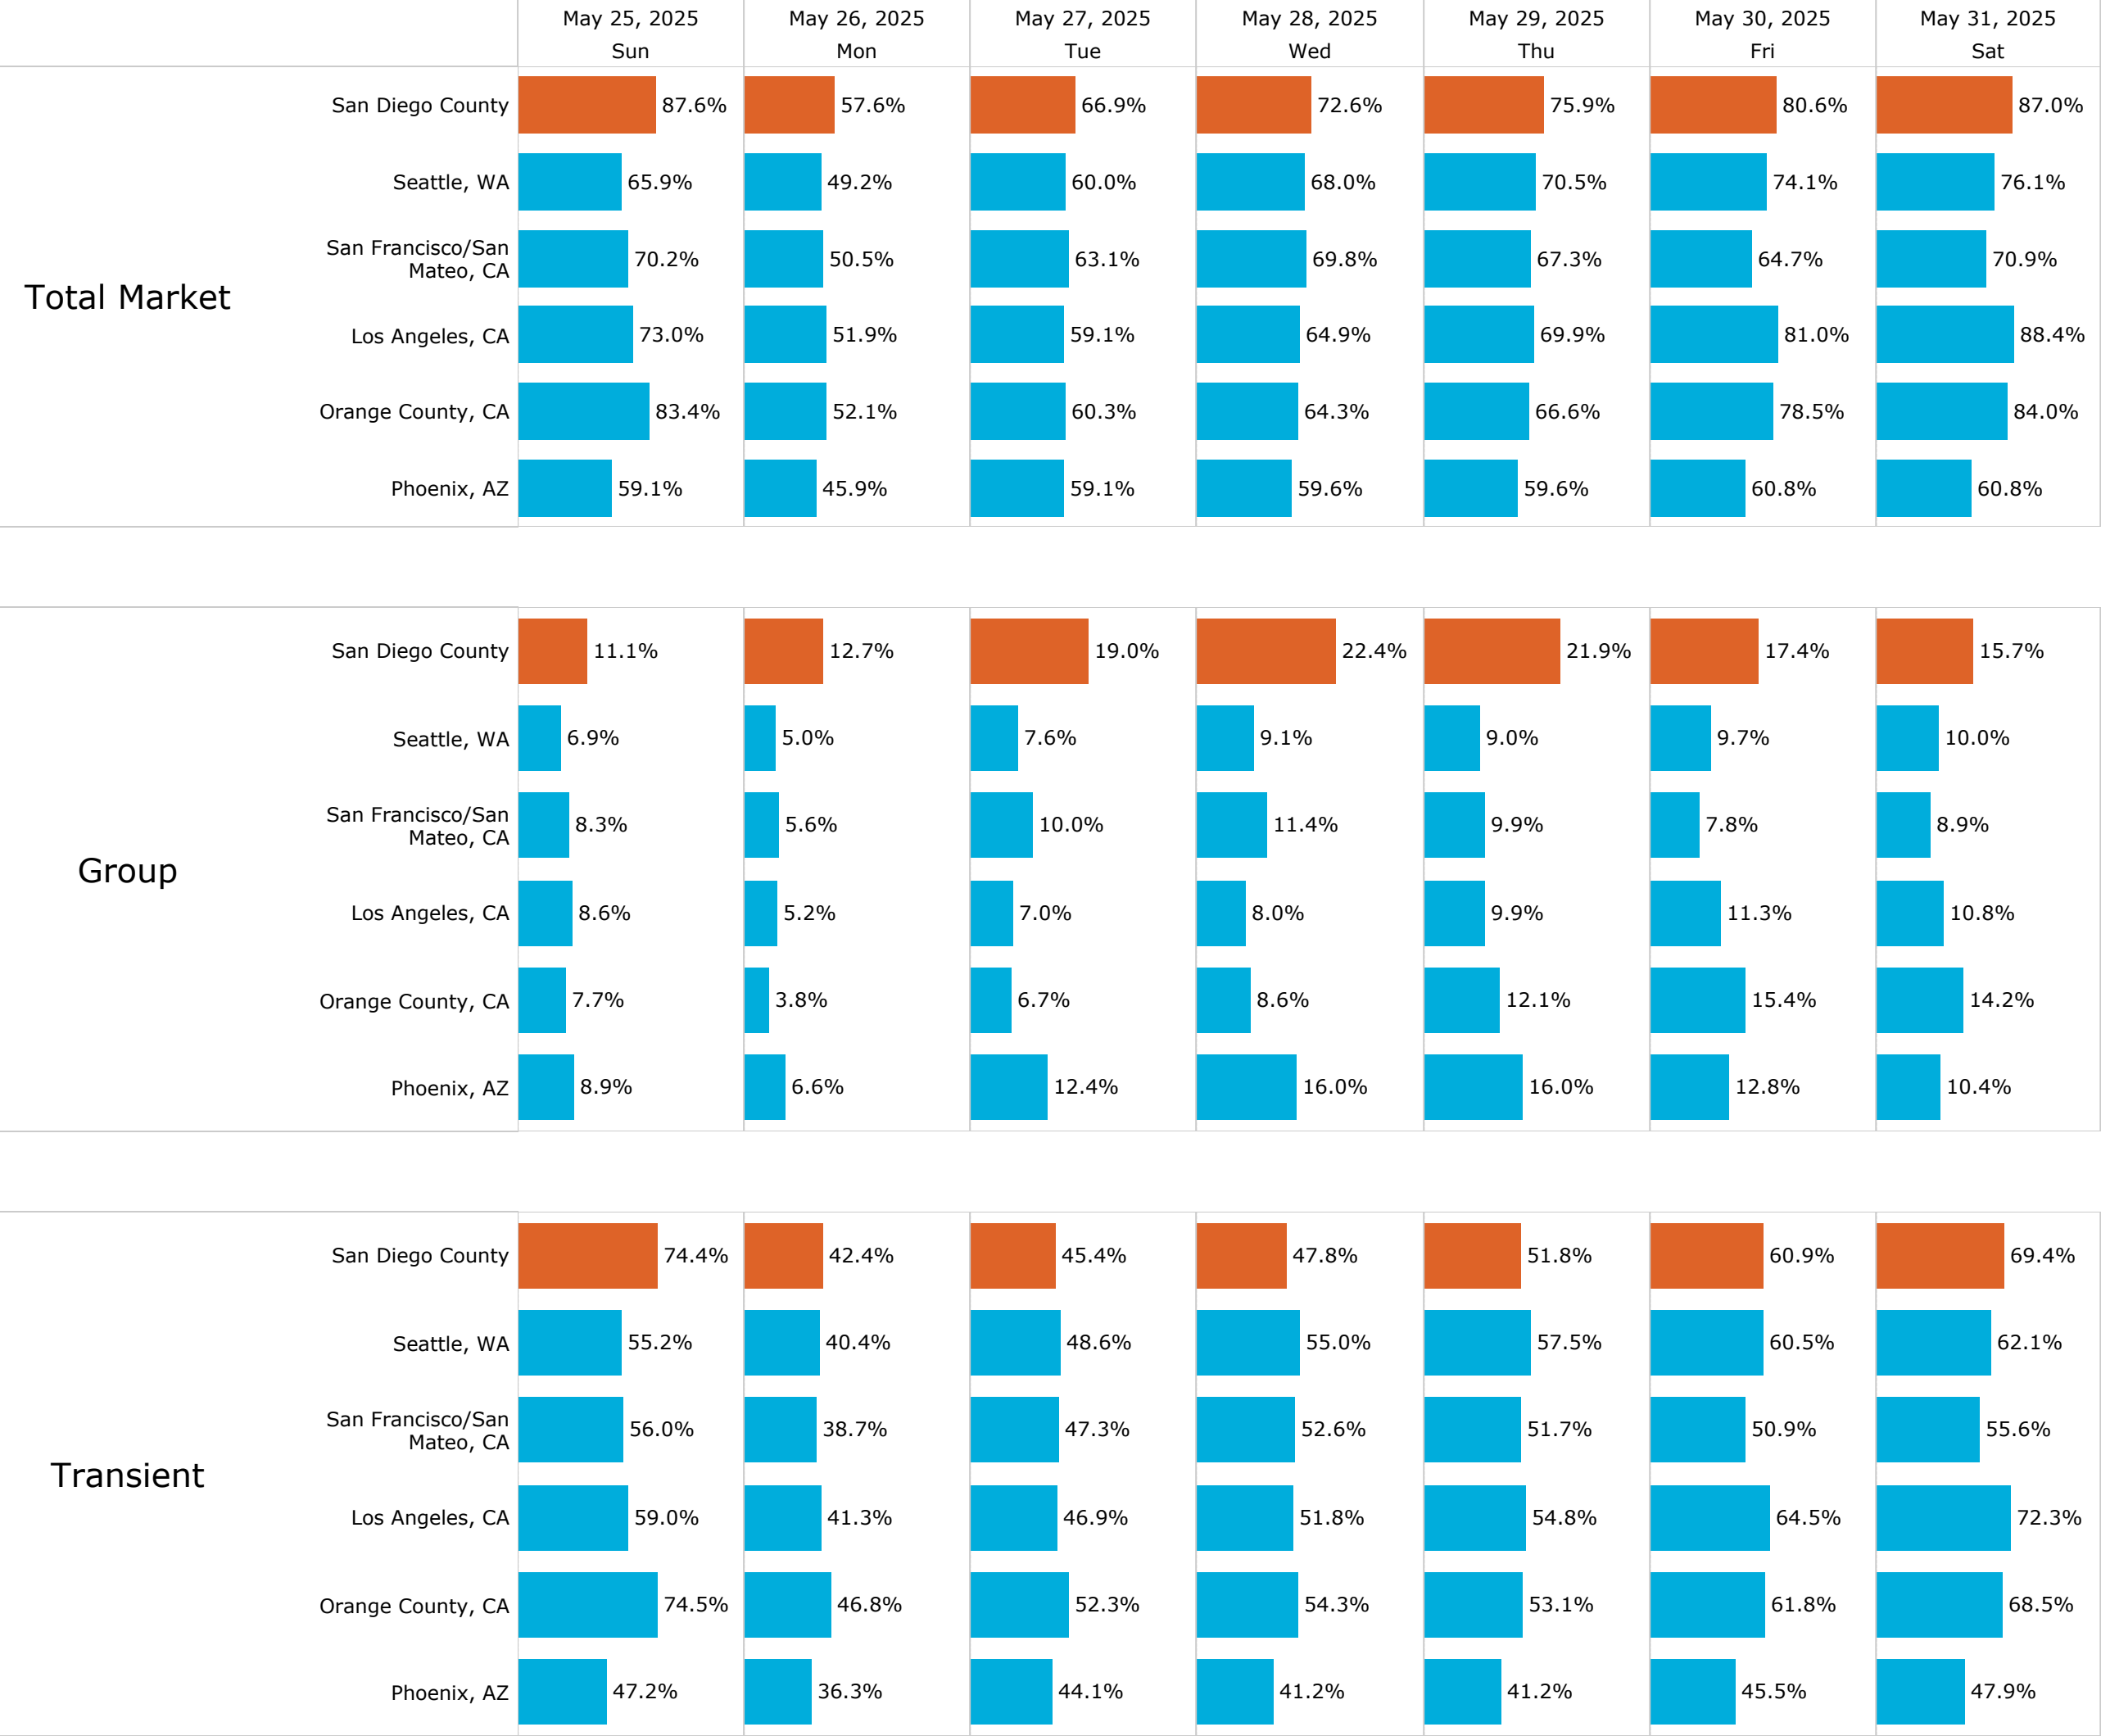 May 25, 2025 May 26, 2025 May 27, 2025 May 28, 2025 May 29, 2025 May 30, 2025 May 31, 2025
Sun Mon Tue Wed Thu Fri Sat
Total Market
San Diego County 87.6% 57.6% 66.9% 72.6% 75.9% 80.6% 87.0%
Seattle, WA 65.9% 49.2% 60.0% 68.0% 70.5% 74.1% 76.1%
San Francisco/San
Mateo, CA 70.2% 50.5% 63.1% 69.8% 67.3% 64.7% 70.9%
Los Angeles, CA 73.0% 51.9% 59.1% 64.9% 69.9% 81.0% 88.4%
Orange County, CA 83.4% 52.1% 60.3% 64.3% 66.6% 78.5% 84.0%
Phoenix, AZ 59.1% 45.9% 59.1% 59.6% 59.6% 60.8% 60.8%
Group
San Diego County 11.1% 12.7% 19.0% 22.4% 21.9% 17.4% 15.7%
Seattle, WA 6.9% 5.0% 7.6% 9.1% 9.0% 9.7% 10.0%
San Francisco/San
Mateo, CA 8.3% 5.6% 10.0% 11.4% 9.9% 7.8% 8.9%
Los Angeles, CA 8.6% 5.2% 7.0% 8.0% 9.9% 11.3% 10.8%
Orange County, CA 7.7% 3.8% 6.7% 8.6% 12.1% 15.4% 14.2%
Phoenix, AZ 8.9% 6.6% 12.4% 16.0% 16.0% 12.8% 10.4%
Transient
San Diego County 74.4% 42.4% 45.4% 47.8% 51.8% 60.9% 69.4%
Seattle, WA 55.2% 40.4% 48.6% 55.0% 57.5% 60.5% 62.1%
San Francisco/San
Mateo, CA 56.0% 38.7% 47.3% 52.6% 51.7% 50.9% 55.6%
Los Angeles, CA 59.0% 41.3% 46.9% 51.8% 54.8% 64.5% 72.3%
Orange County, CA 74.5% 46.8% 52.3% 54.3% 53.1% 61.8% 68.5%
Phoenix, AZ 47.2% 36.3% 44.1% 41.2% 41.2% 45.5% 47.9%